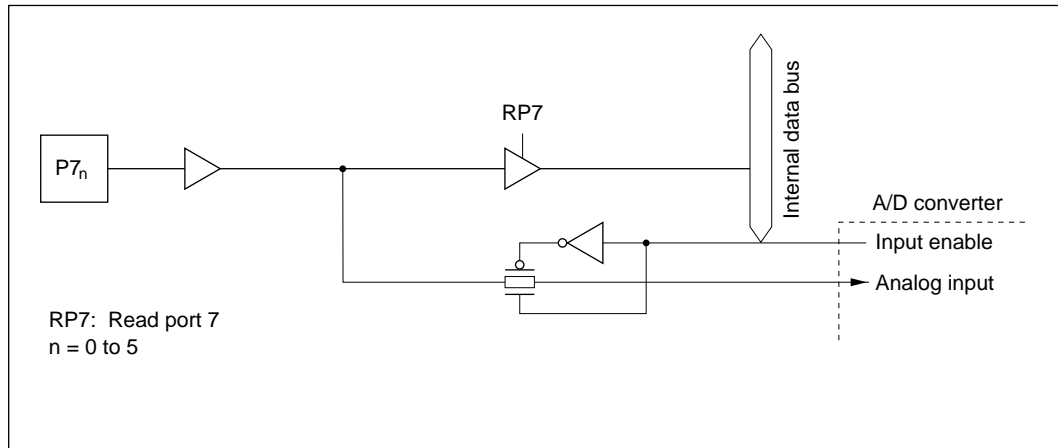 RP7
P7n
Internal data bus
A/D converter
Input enable
Analog input
RP7: Read port 7
n = 0 to 5